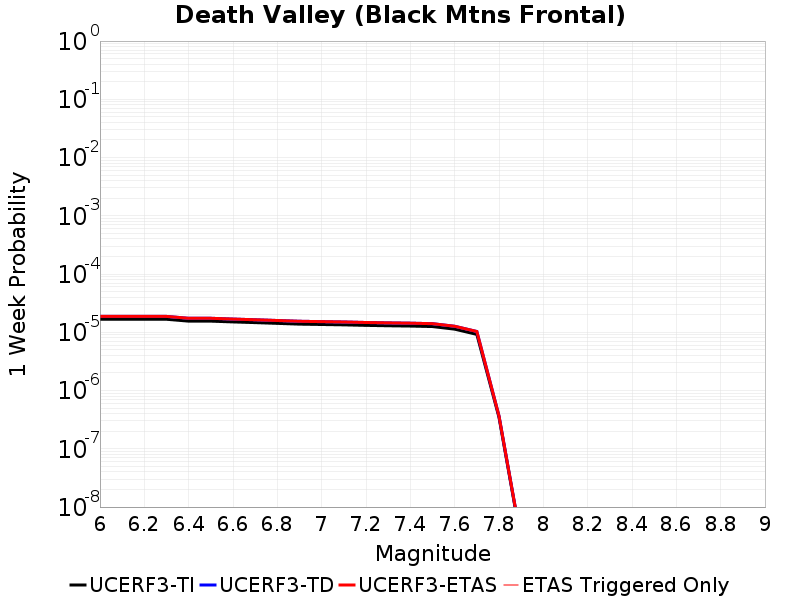 Death Valley (Black Mtns Frontal)
1 Week Probability
10^0
10^-1
10^-2
10^-3
10^-4
10^-5
10^-6
10^-7
10^-8
6 6.2 6.4 6.6 6.8 7 7.2 7.4 7.6 7.8 8 8.2 8.4 8.6 8.8 9
Magnitude
UCERF3-TI UCERF3-TD UCERF3-ETAS ETAS Triggered Only